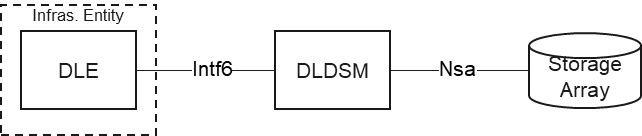 Infras. Entity
DLE
Intf6
DLDSM
Nsa
Storage
Array